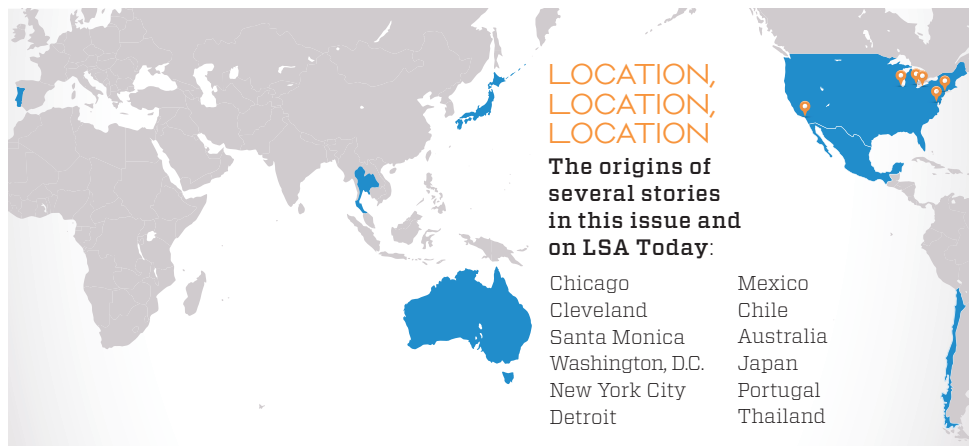 LOCATION,
LOCATION,
LOCATION
The origins of
several stories
in this issue and
on LSA Today:
Chicago
Cleveland
Santa Monica
Washington, D.C.
New York City
Detroit
Mexico
Chile
Australia
Japan
Portugal
Thailand